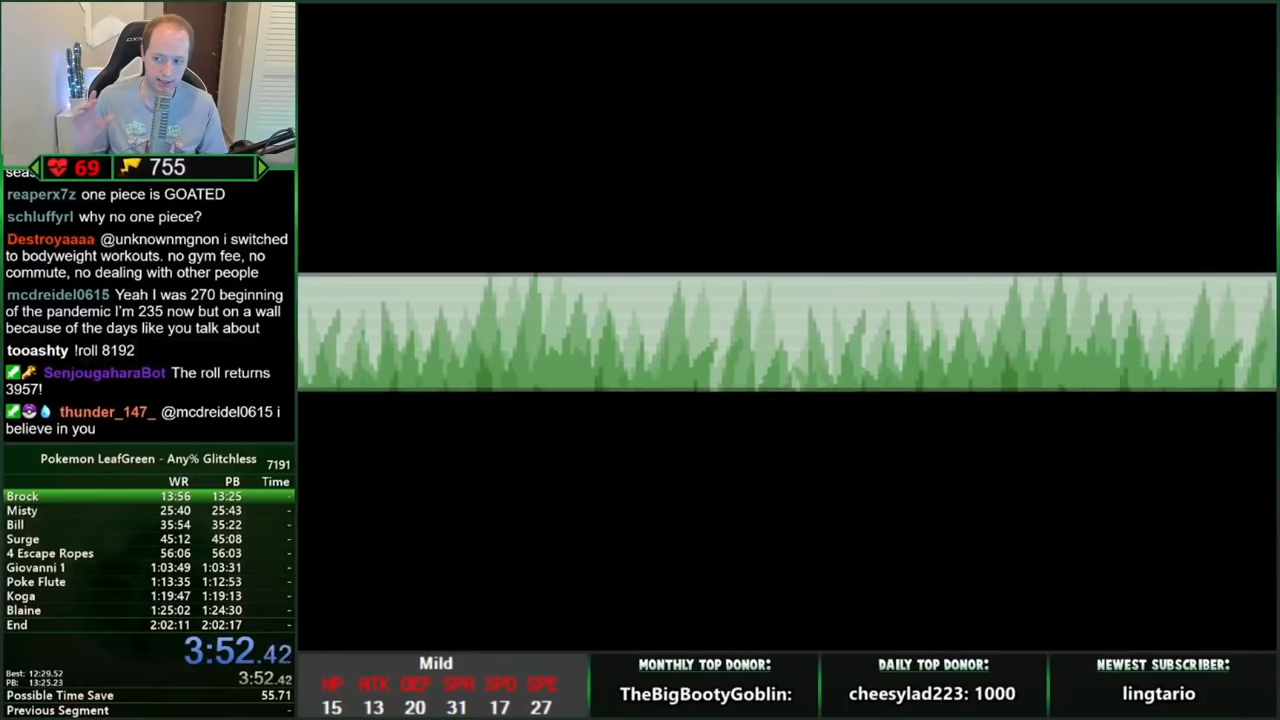 69 755
seas
reaperx7z one piece is GOATED
schluffyrl why no one piece?
Destroyaaaa @unknownmgnon i switched
to bodyweight workouts. no gym fee, no
commute, no dealing with other people
mcdreidel0615 Yeah I was 270 beginning
of the pandemic I'm 235 now but on a wall
because of the days like you talk about
tooashty !roll 8192
SenjougaharaBot The roll returns
3957!
thunder_147_ @mcdreidel0615 i
believe in you
Pokemon LeafGreen - Any% Glitchless 7191
WR PB Time
Brock 13:56 13:25 -
Misty 25:40 25:43 -
Bill 35:54 35:22 -
Surge 45:12 45:08 -
4 Escape Ropes 56:06 56:03 -
Giovanni 1 1:03:49 1:03:31 -
Poke Flute 1:13:35 1:12:53 -
Koga 1:19:47 1:19:13 -
Blaine 1:25:02 1:24:30 -
End 2:02:11 2:02:17 -
3:52.42
Best: 12:29.52
PB: 13:25.23 3:52.42
Possible Time Save 55.71
Previous Segment -
Mild
HP ATK DEF SPA SPD SPE
15 13 20 31 17 27
MONTHLY TOP DONOR:
TheBigBootyGoblin:
DAILY TOP DONOR:
cheesylad223: 1000
NEWEST SUBSCRIBER:
lingtario